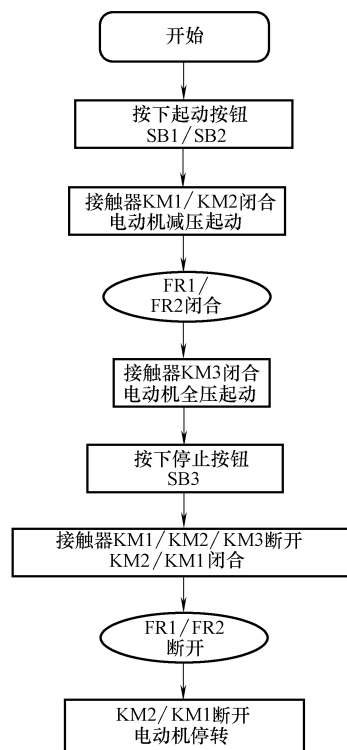 开始
按下起动按钮
SB1/SB2
接触器KM1/KM2闭合
电动机减压起动
FR1/
FR2闭合
接触器KM3闭合
电动机全压起动
按下停止按钮
SB3
接触器KM1/KM2/KM3断开
KM2/KM1闭合
FR1/FR2
断开
KM2/KM1断开
电动机停转